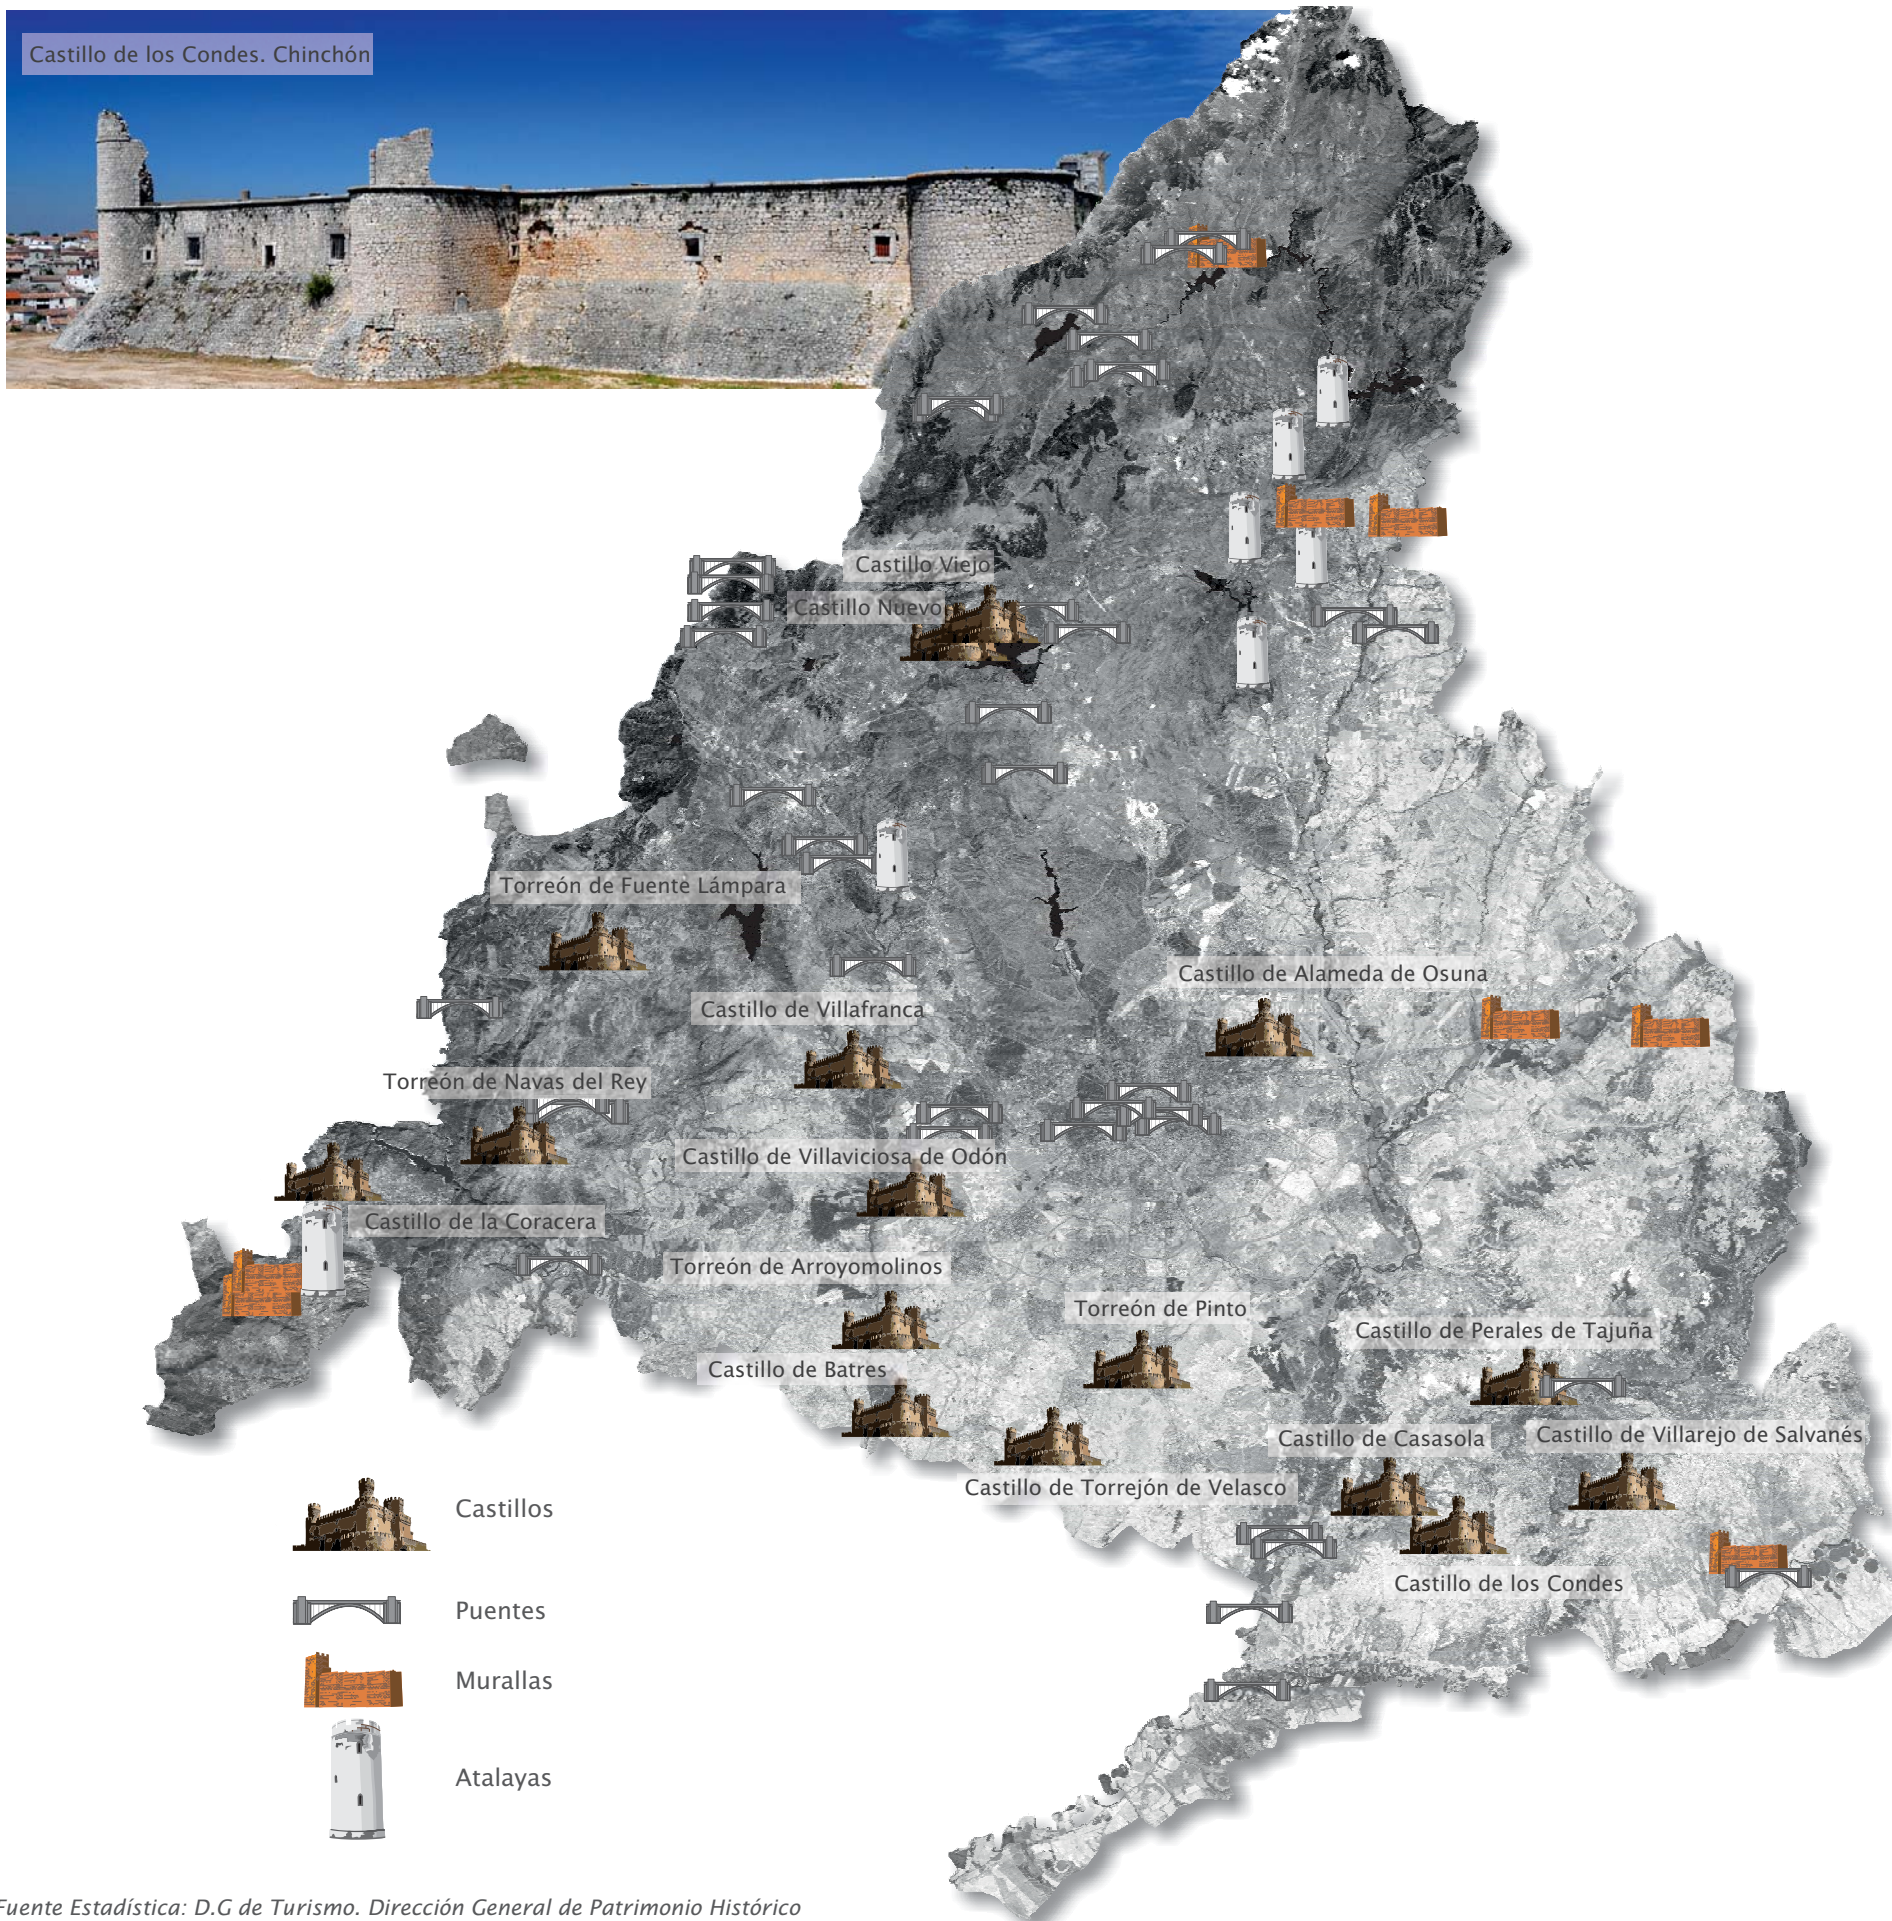 Castillo de los Condes. Chinchón
Castillo Viejo
Castillo Nuevo
Torreón de Fuente Lámpara
Castillo de Alameda de Osuna
Castillo de Villafranca
Torreón de Navas del Rey
Castillo de Villaviciosa de Odón
Castillo de la Coracera
Torreón de Arroyomolinos
Torreón de Pinto
Castillo de Perales de Tajuña
Castillo de Batres
Castillo de Casasola
Castillo de Villarejo de Salvanés
Castillo de Torrejón de Velasco
Castillo de los Condes
Castillos
Puentes
Murallas
Atalayas
Fuente Estadística: D.G de Turismo. Dirección General de Patrimonio Histórico